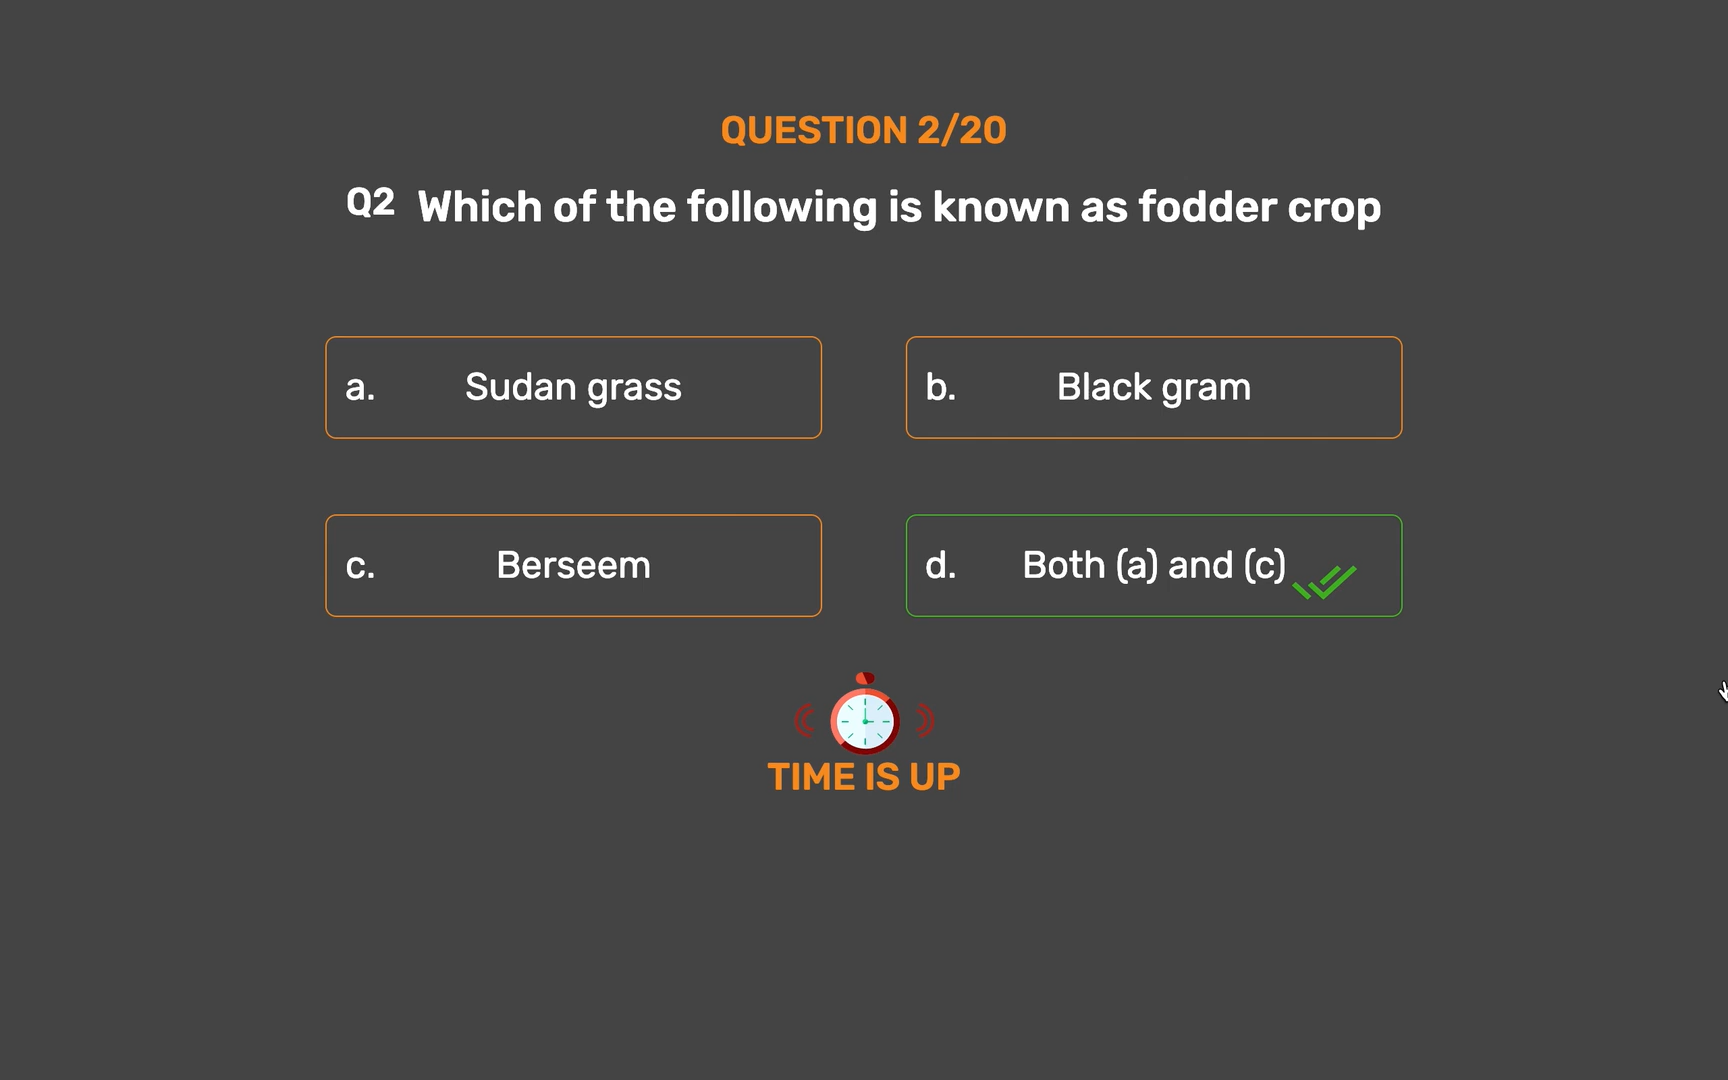 QUESTION 2/20
Q2 Which of the following is known as fodder crop
a. Sudan grass
b. Black gram
c. Berseem
d. Both (a) and (c)
TIME IS UP